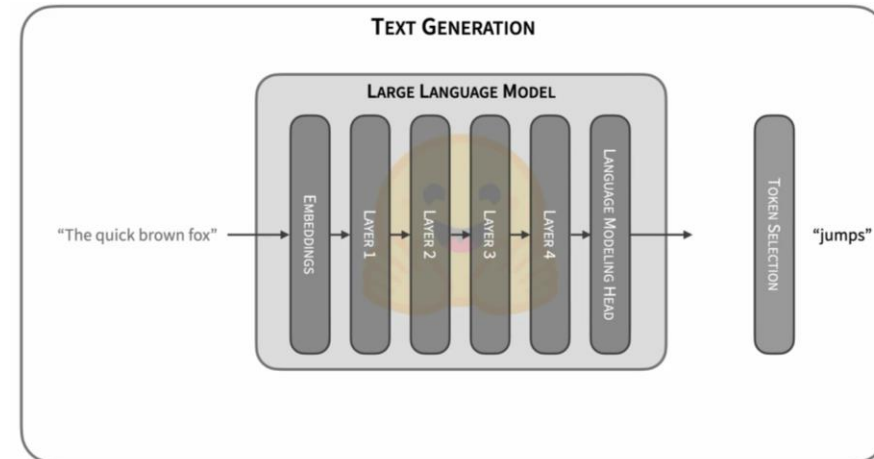 TEXT GENERATION
LARGE LANGUAGE MODEL
“The quick brown fox”
EMBEDDINGS
LAYER 1
LAYER 2
LAYER 3
LAYER 4
LANGUAGE MODELING HEAD
TOKEN SELECTION
“jumps”